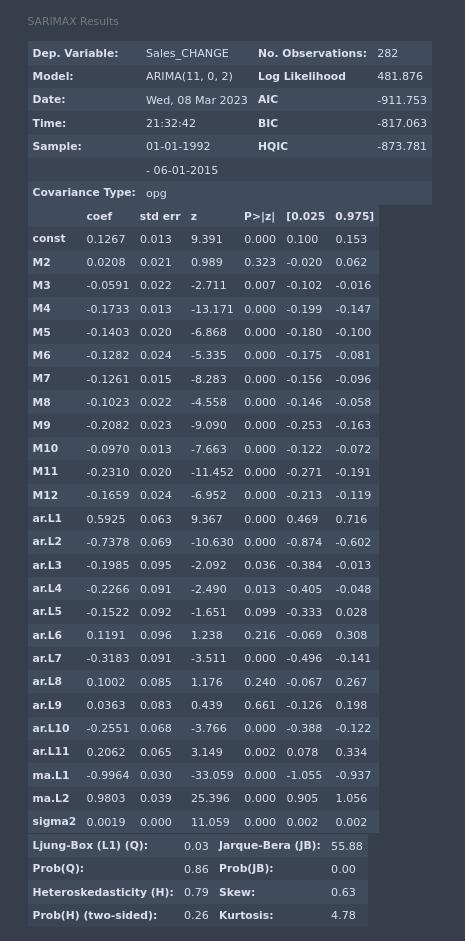 SARIMAX Results
Dep. Variable: Sales_CHANGE No. Observations: 282
Model: ARIMA(11, 0, 2) Log Likelihood 481.876
Date: Wed, 08 Mar 2023 AIC -911.753
Time: 21:32:42 BIC -817.063
Sample: 01-01-1992 HQIC -873.781
- 06-01-2015
Covariance Type: opg
coef std err z P>|z| [0.025 0.975]
const 0.1267 0.013 9.391 0.000 0.100 0.153
M2 0.0208 0.021 0.989 0.323 -0.020 0.062
M3 -0.0591 0.022 -2.711 0.007 -0.102 -0.016
M4 -0.1733 0.013 -13.171 0.000 -0.199 -0.147
M5 -0.1403 0.020 -6.868 0.000 -0.180 -0.100
M6 -0.1282 0.024 -5.335 0.000 -0.175 -0.081
M7 -0.1261 0.015 -8.283 0.000 -0.156 -0.096
M8 -0.1023 0.022 -4.558 0.000 -0.146 -0.058
M9 -0.2082 0.023 -9.090 0.000 -0.253 -0.163
M10 -0.0970 0.013 -7.663 0.000 -0.122 -0.072
M11 -0.2310 0.020 -11.452 0.000 -0.271 -0.191
M12 -0.1659 0.024 -6.952 0.000 -0.213 -0.119
ar.L1 0.5925 0.063 9.367 0.000 0.469 0.716
ar.L2 -0.7378 0.069 -10.630 0.000 -0.874 -0.602
ar.L3 -0.1985 0.095 -2.092 0.036 -0.384 -0.013
ar.L4 -0.2266 0.091 -2.490 0.013 -0.405 -0.048
ar.L5 -0.1522 0.092 -1.651 0.099 -0.333 0.028
ar.L6 0.1191 0.096 1.238 0.216 -0.069 0.308
ar.L7 -0.3183 0.091 -3.511 0.000 -0.496 -0.141
ar.L8 0.1002 0.085 1.176 0.240 -0.067 0.267
ar.L9 0.0363 0.083 0.439 0.661 -0.126 0.198
ar.L10 -0.2551 0.068 -3.766 0.000 -0.388 -0.122
ar.L11 0.2062 0.065 3.149 0.002 0.078 0.334
ma.L1 -0.9964 0.030 -33.059 0.000 -1.055 -0.937
ma.L2 0.9803 0.039 25.396 0.000 0.905 1.056
sigma2 0.0019 0.000 11.059 0.000 0.002 0.002
Ljung-Box (L1) (Q): 0.03 Jarque-Bera (JB): 55.88
Prob(Q): 0.86 Prob(JB): 0.00
Heteroskedasticity (H): 0.79 Skew: 0.63
Prob(H) (two-sided): 0.26 Kurtosis: 4.78